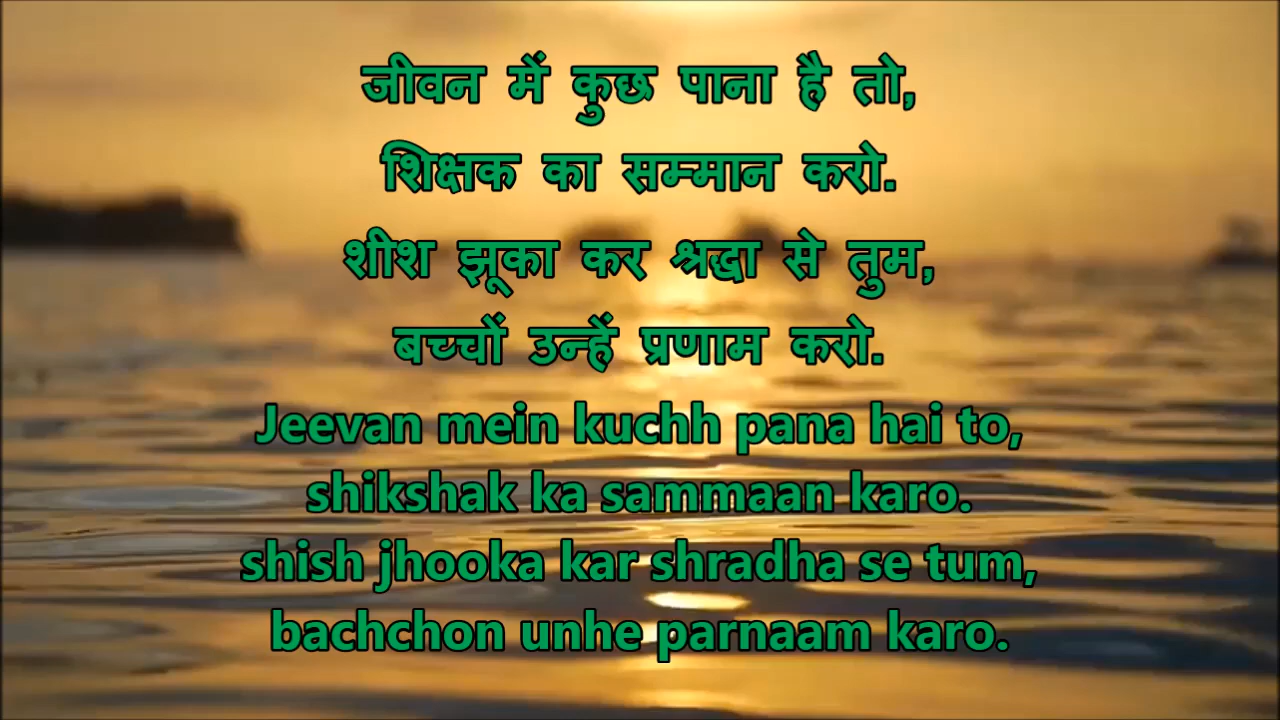 जीवन में कुछ पाना है तो,
शिक्षक का सम्मान करो.
शीश झूका कर श्रद्धा से तुम,
बच्चों उन्हें प्रणाम करो.
Jeevan mein kuchh pana hai to,
shikshak ka sammaan karo.
shish jhooka kar shradha se tum,
bachchon unhe parnaam karo.